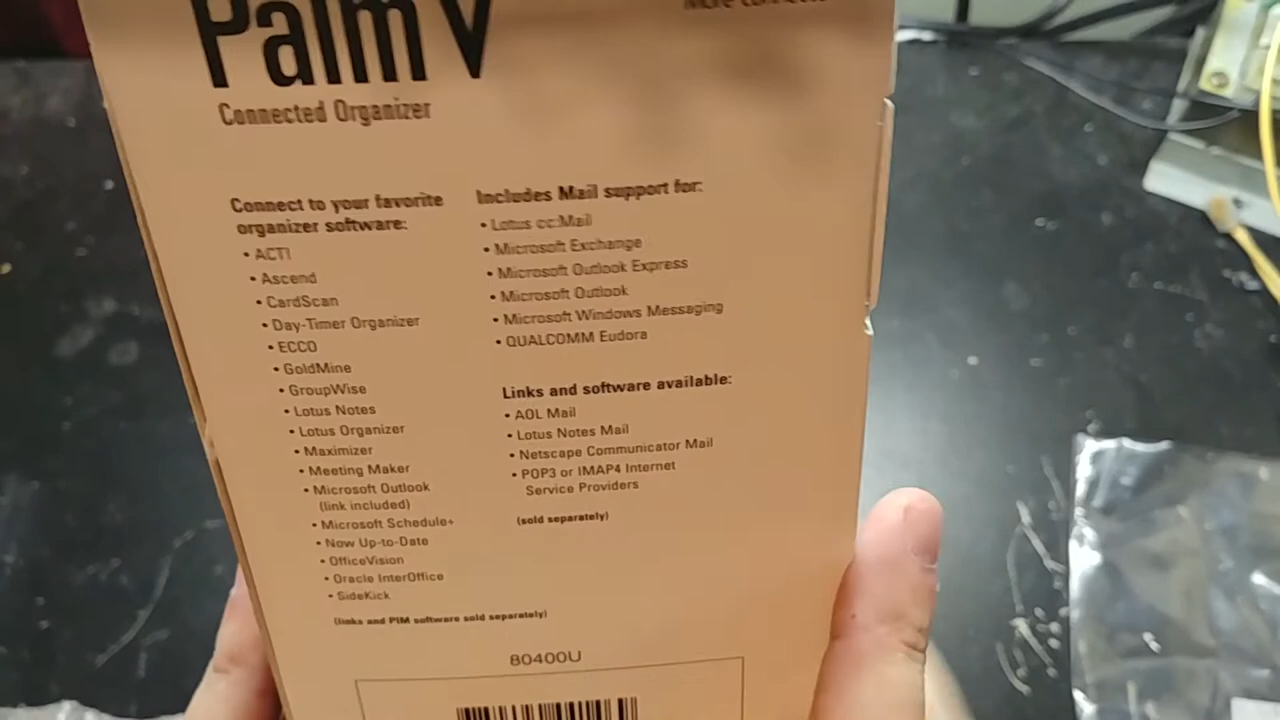 Palm V
Connected Organizer
Connect to your favorite
organizer software:
• ACT!
• Ascend
• CardScan
• Day-Timer Organizer
• ECCO
• GoldMine
• GroupWise
• Lotus Notes
• Lotus Organizer
• Maximizer
• Meeting Maker
• Microsoft Outlook
(link included)
• Microsoft Schedule+
• Now Up-to-Date
• OfficeVision
• Oracle InterOffice
• SideKick
(links and PIM software sold separately)
Includes Mail support for:
• Lotus cc:Mail
• Microsoft Exchange
• Microsoft Outlook Express
• Microsoft Outlook
• Microsoft Windows Messaging
• QUALCOMM Eudora
Links and software available:
• AOL Mail
• Lotus Notes Mail
• Netscape Communicator Mail
• POP3 or IMAP4 Internet
Service Providers
(sold separately)
80400U